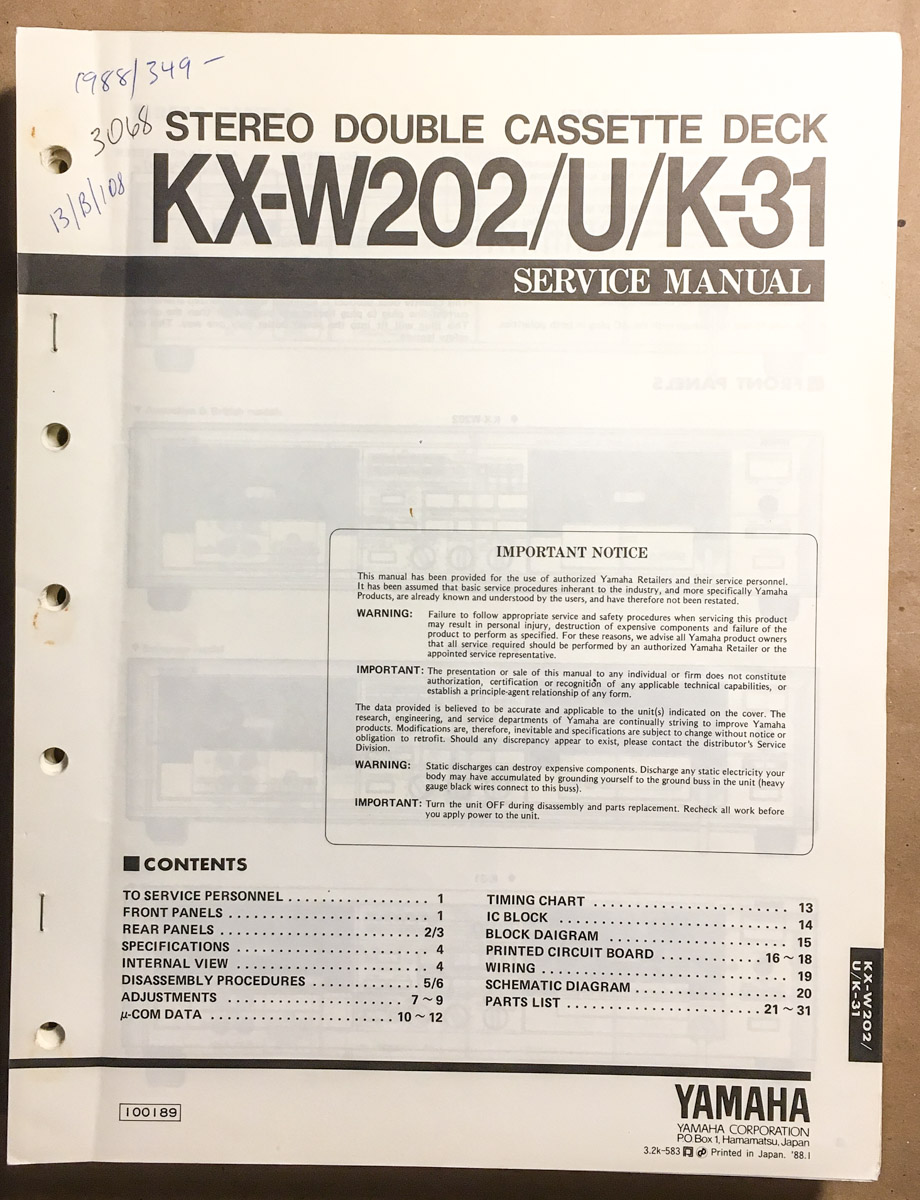 1988/349-
3068
13/B/108
STEREO DOUBLE CASSETTE DECK
KX-W202/U/K-31
SERVICE MANUAL
IMPORTANT NOTICE
This manual has been provided for the use of authorized Yamaha Retailers and their service personnel.
It has been assumed that basic service procedures inherant to the industry, and more specifically Yamaha
Products, are already known and understood by the users, and have therefore not been restated.
WARNING: Failure to follow appropriate service and safety procedures when servicing this product
may result in personal injury, destruction of expensive components and failure of the
product to perform as specified. For these reasons, we advise all Yamaha product owners
that all service required should be performed by an authorized Yamaha Retailer or the
appointed service representative.
IMPORTANT: The presentation or sale of this manual to any individual or firm does not constitute
authorization, certification or recognition of any applicable technical capabilities, or
establish a principle-agent relationship of any form.
The data provided is believed to be accurate and applicable to the unit(s) indicated on the cover. The
research, engineering, and service departments of Yamaha are continually striving to improve Yamaha
products. Modifications are, therefore, inevitable and specifications are subject to change without notice or
obligation to retrofit. Should any discrepancy appear to exist, please contact the distributor's Service
Division.
WARNING: Static discharges can destroy expensive components. Discharge any static electricity your
body may have accumulated by grounding yourself to the ground buss in the unit (heavy
gauge black wires connect to this buss).
IMPORTANT: Turn the unit OFF during disassembly and parts replacement. Recheck all work before
you apply power to the unit.
■ CONTENTS
TO SERVICE PERSONNEL . . . . . . . . . . . . . . . . . 1
FRONT PANELS . . . . . . . . . . . . . . . . . . . . . . . . 1
REAR PANELS . . . . . . . . . . . . . . . . . . . . . . . . 2/3
SPECIFICATIONS . . . . . . . . . . . . . . . . . . . . . . . 4
INTERNAL VIEW . . . . . . . . . . . . . . . . . . . . . . . 4
DISASSEMBLY PROCEDURES . . . . . . . . . . . . . . 5/6
ADJUSTMENTS . . . . . . . . . . . . . . . . . . . . . . 7 ~ 9
μ-COM DATA . . . . . . . . . . . . . . . . . . . . . . 10 ~ 12
TIMING CHART . . . . . . . . . . . . . . . . . . . . . . . . 13
IC BLOCK . . . . . . . . . . . . . . . . . . . . . . . . . . . . 14
BLOCK DAIGRAM . . . . . . . . . . . . . . . . . . . . . . 15
PRINTED CIRCUIT BOARD . . . . . . . . . . . . . 16 ~ 18
WIRING . . . . . . . . . . . . . . . . . . . . . . . . . . . . . . 19
SCHEMATIC DIAGRAM . . . . . . . . . . . . . . . . . . . 20
PARTS LIST . . . . . . . . . . . . . . . . . . . . . . . 21 ~ 31
KX-W202/
U/K-31
100189
YAMAHA
YAMAHA CORPORATION
P.O.Box 1, Hamamatsu, Japan
3.2k-583 Printed in Japan. '88.1